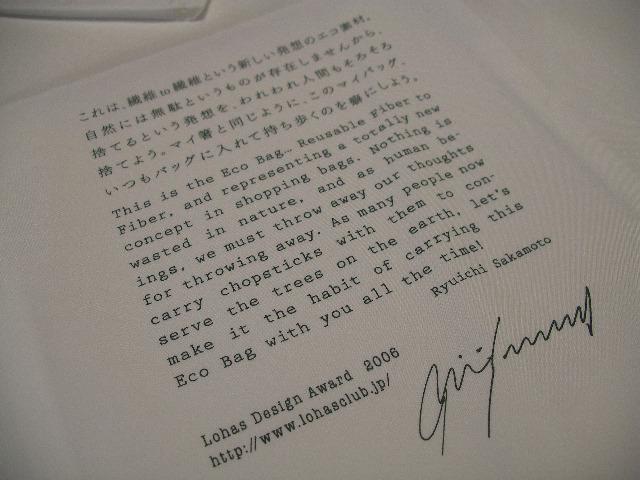 これは、繊維to繊維という新しい発想のエコ素材。
自然には無駄というものが存在しませんから、
捨てるという発想を、われわれ人間もそろそろ
捨てよう。マイ箸と同じように、このマイバッグ、
いつもバッグに入れて持ち歩くのを癖にしよう。
This is the Eco Bag… Reusable Fiber to
Fiber, and representing a totally new
concept in shopping bags. Nothing is
wasted in nature, and as human be-
ings, we must throw away our thoughts
for throwing away. As many people now
carry chopsticks with them to con-
serve the trees on the earth, let's
make it the habit of carrying this
Eco Bag with you all the time!
Ryuichi Sakamoto
Lohas Design Award 2006
http://www.lohasclub.jp/